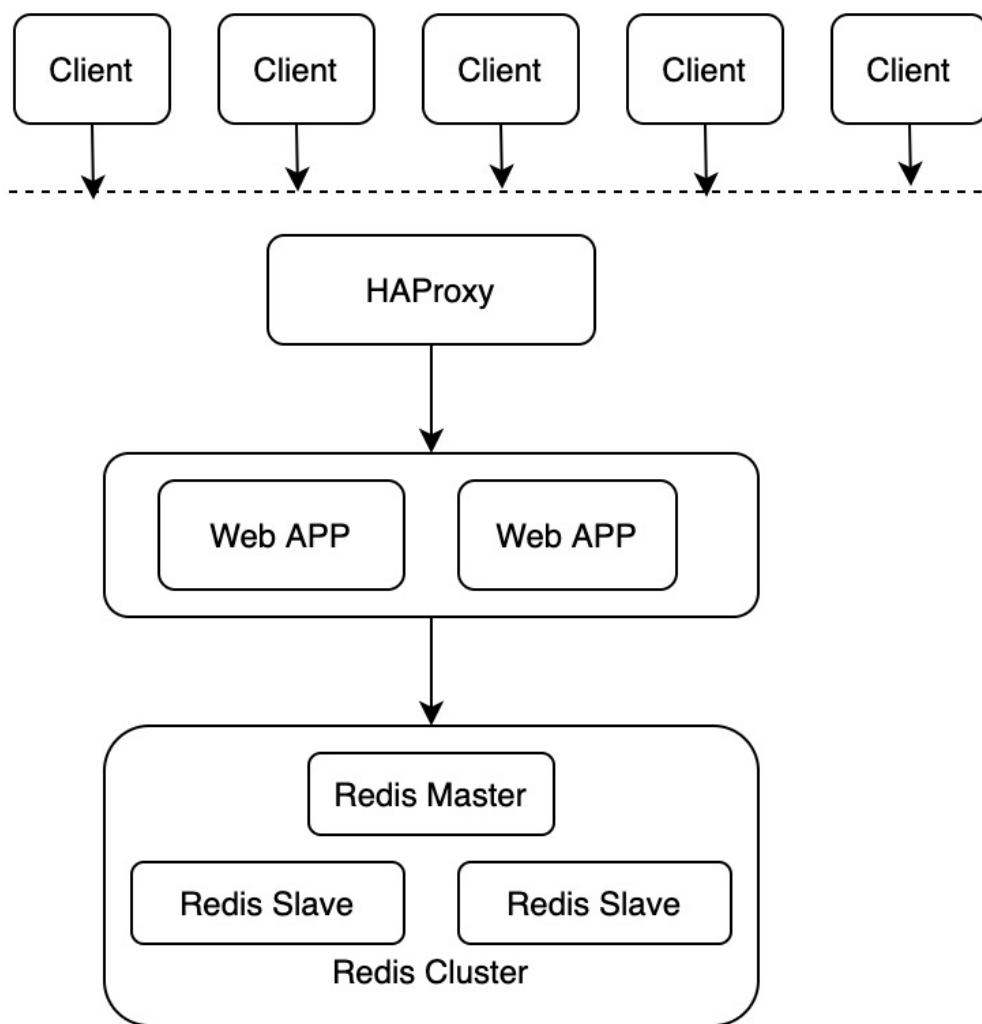 Client
Client
Client
Client
Client
HAProxy
Web APP
Web APP
Redis Master
Redis Slave
Redis Slave
Redis Cluster